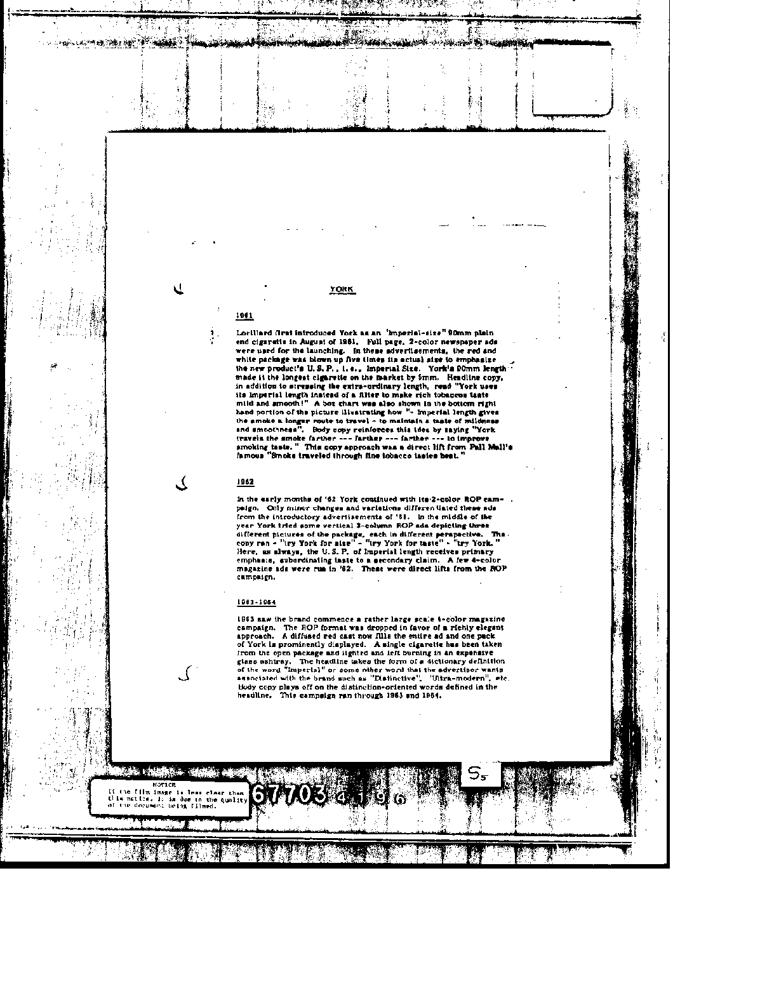 YORK
1961
Lorillard first introduced York as an "Imperial-size" 90mm plain
end cigarette in August of 1961. Full page, 2-color newspaper ads
were used for the launching. In these advertisements, the red and
white package was blown up five times its actual size to emphasize
the new product's U.S.P., i.e., Imperial Size. York's 90mm length
made it the longest cigarette on the market by 5mm. Headline copy,
in addition to stressing the extra-ordinary length, read "York uses
its Imperial length instead of a filter to make rich tobaccos taste
mild and smooth!" A box chart was also shown in the bottom right
hand portion of the picture illustrating how "- Imperial length gives
the smoke a longer route to travel - to maintain a taste of mildness
and smoothness". Body copy reinforces this idea by saying "York
travels the smoke farther --- farther --- farther --- to improve
smoking taste." This copy approach was a direct lift from Pall Mall's
famous "Smoke traveled through fine tobacco tastes best."
1962
In the early months of '62 York continued with its 2-color ROP cam-
paign. Only minor changes and variations differentiated these ads
from the introductory advertisements of '61. In the middle of the
year York tried some vertical 3-column ROP ads depicting three
different pictures of the package, each in different perspective. The
copy ran - "try York for size" - "try York for taste" - "try York."
Here, as always, the U.S.P. of Imperial length receives primary
emphasis, subordinating taste to a secondary claim. A few 4-color
magazine ads were run in '62. These were direct lifts from the ROP
campaign.
1963-1964
1963 saw the brand commence a rather large scale 4-color magazine
campaign. The ROP format was dropped in favor of a richly elegant
approach. A diffused red cast now fills the entire ad and one pack
of York is prominently displayed. A single cigarette has been taken
from the open package and lighted and left burning in an expensive
glass ashtray. The headline takes the form of a dictionary definition
of the word "Imperial" or some other word that the advertiser wants
associated with the brand such as "Distinctive", "Ultra-modern", etc.
Body copy plays off on the distinction-oriented words defined in the
headline. This campaign ran through 1963 and 1964.
S5
NOTICE
If the film image is less clear than
this notice, it is due to the quality
of the document being filmed.
67703 4196